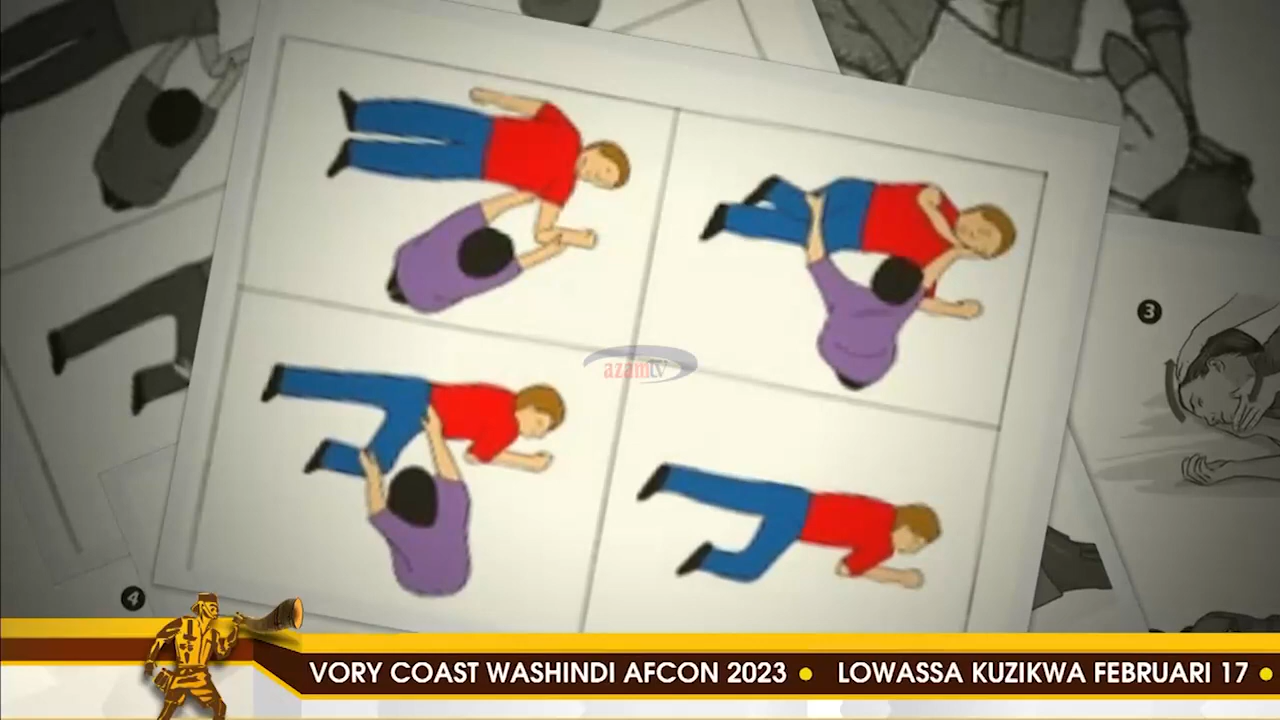 3
azamtv
4
VORY COAST WASHINDI AFCON 2023 ● LOWASSA KUZIKWA FEBRUARI 17 ●